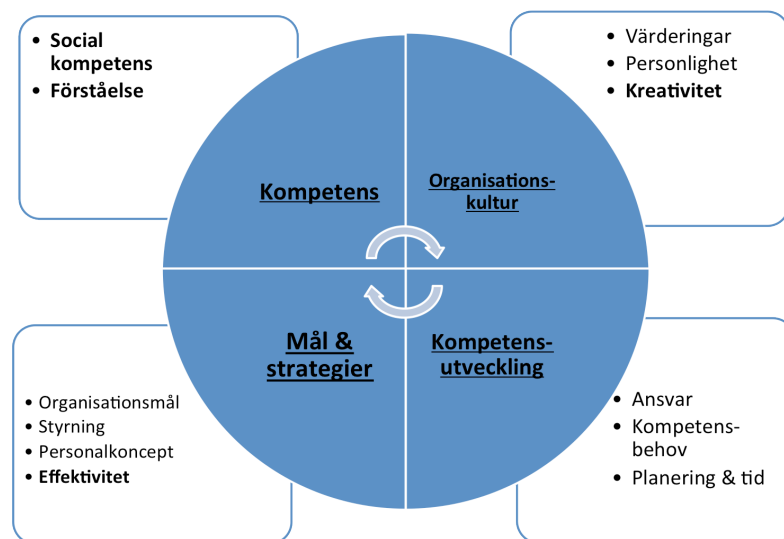 • Social
kompetens
• Förståelse
• Värderingar
• Personlighet
• Kreativitet
Kompetens
Organisations-
kultur
Mål &
strategier
Kompetens-
utveckling
• Organisationsmål
• Styrning
• Personalkoncept
• Effektivitet
• Ansvar
• Kompetens-
behov
• Planering & tid